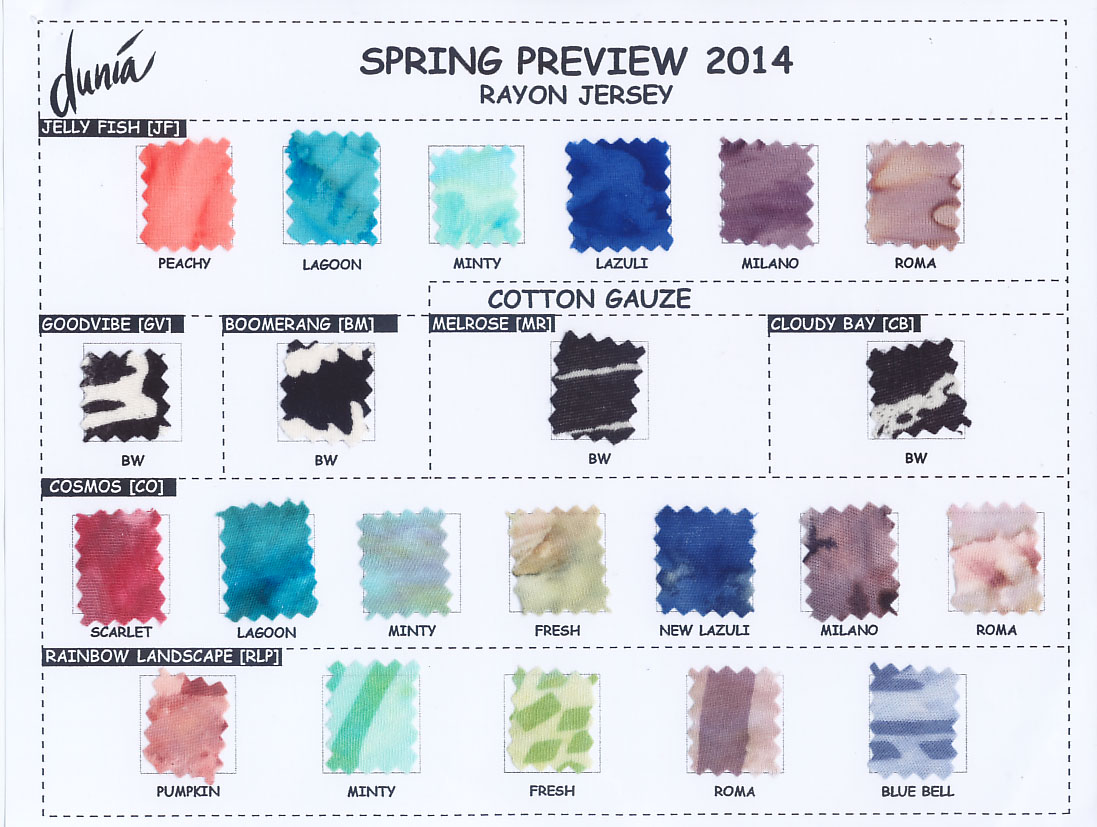 dunia
SPRING PREVIEW 2014
RAYON JERSEY
JELLY FISH [JF]
PEACHY LAGOON MINTY LAZULI MILANO ROMA
COTTON GAUZE
GOODVIBE [GV] BOOMERANG [BM] MELROSE [MR] CLOUDY BAY [CB]
BW BW BW BW
COSMOS [CO]
SCARLET LAGOON MINTY FRESH NEW LAZULI MILANO ROMA
RAINBOW LANDSCAPE [RLP]
PUMPKIN MINTY FRESH ROMA BLUE BELL